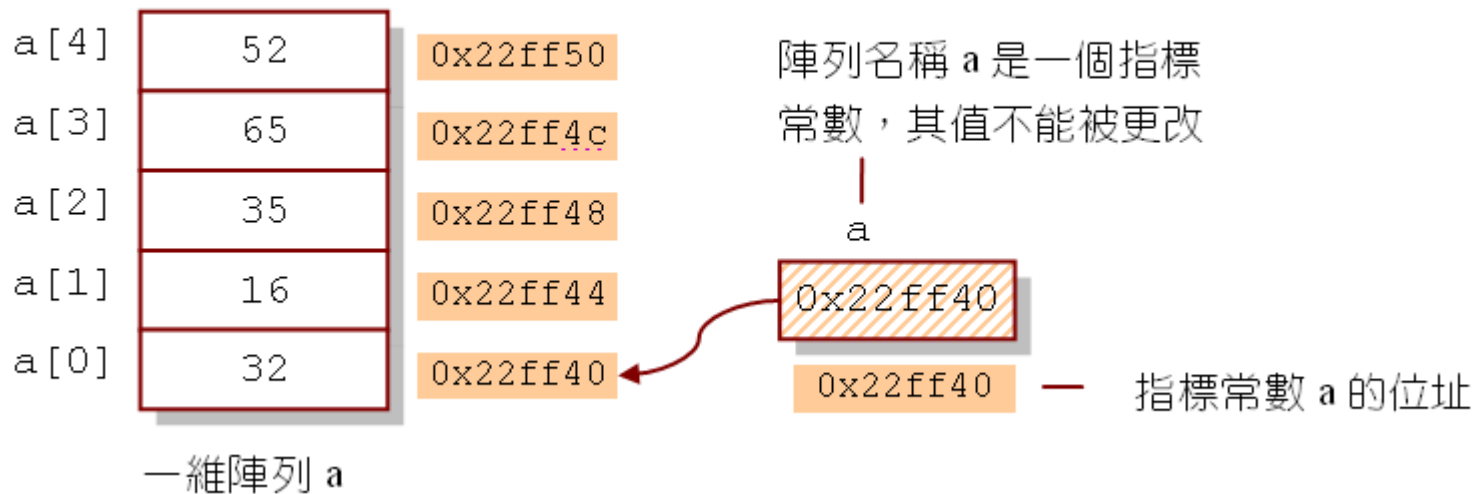 a[4] 52 0x22ff50
a[3] 65 0x22ff4c
a[2] 35 0x22ff48
a[1] 16 0x22ff44
a[0] 32 0x22ff40
一維陣列 a
陣列名稱 a 是一個指標
常數，其值不能被更改
a
0x22ff40
0x22ff40 — 指標常數 a 的位址